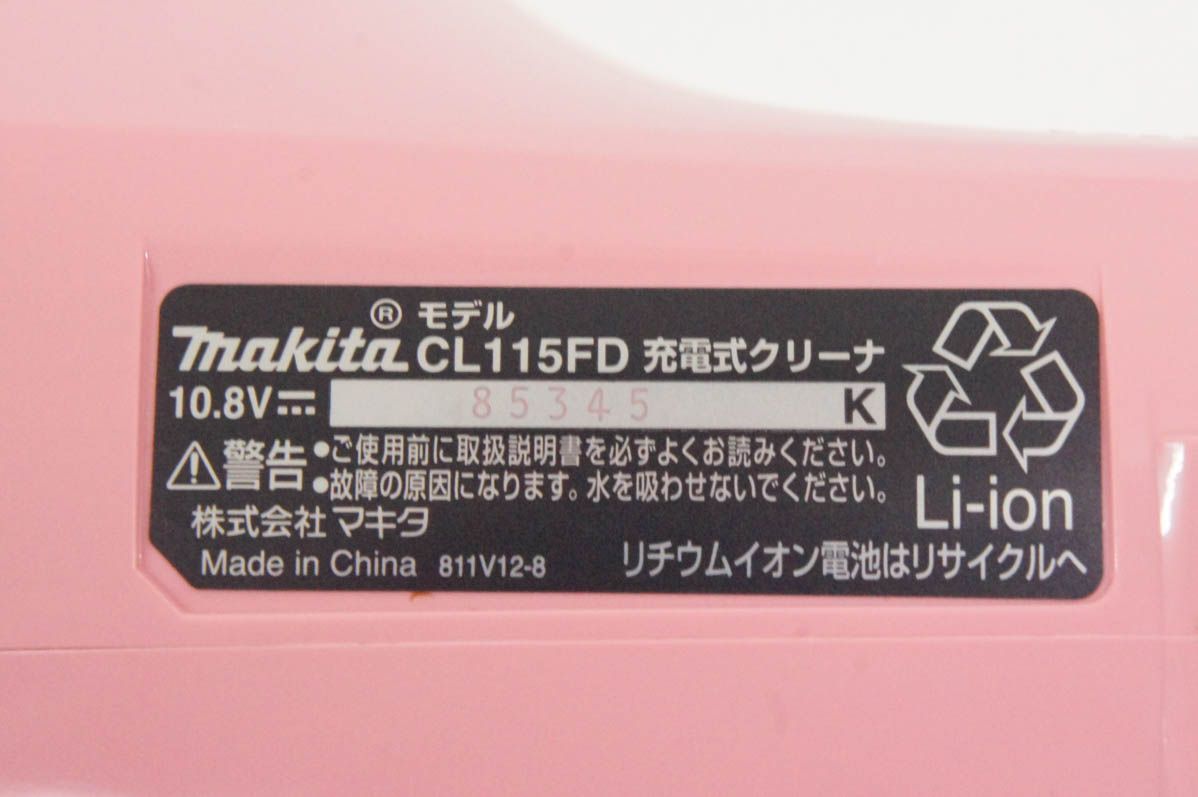 makita® モデル
CL115FD 充電式クリーナ
10.8V⎓ 85345 K
⚠警告 •ご使用前に取扱説明書を必ずよくお読みください。
•故障の原因になります。水を吸わせないでください。
株式会社 マキタ
Li-ion
Made in China 811V12-8 リチウムイオン電池はリサイクルへ